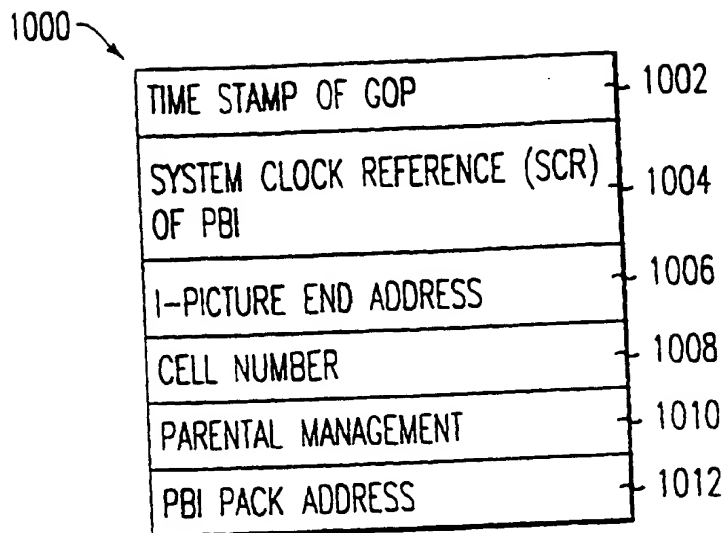 1000
TIME STAMP OF GOP 1002
SYSTEM CLOCK REFERENCE (SCR) 1004
OF PBI
I-PICTURE END ADDRESS 1006
CELL NUMBER 1008
PARENTAL MANAGEMENT 1010
PBI PACK ADDRESS 1012